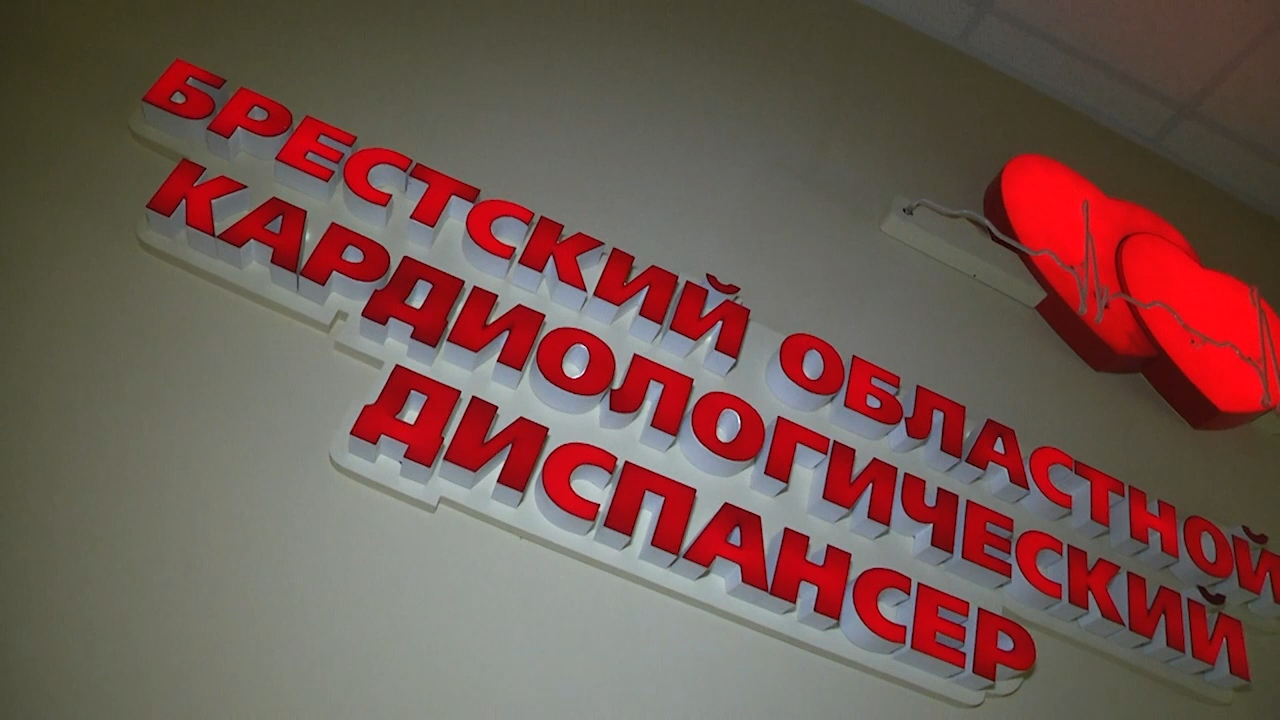 БРЕСТСКИЙ ОБЛАСТНОЙ
КАРДИОЛОГИЧЕСКИЙ
ДИСПАНСЕР